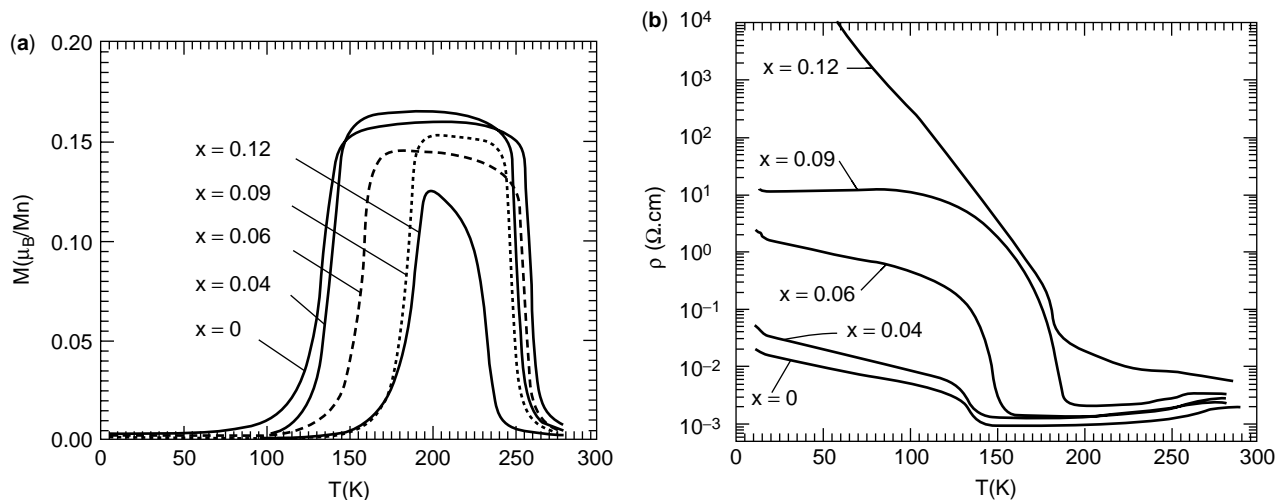 (a)
0.20
0.15
0.10
0.05
0.00
M(μB/Mn)
x = 0.12
x = 0.09
x = 0.06
x = 0.04
x = 0
0 50 100 150 200 250 300
T(K)
(b)
10⁴
10³
10²
10¹
10⁰
10⁻¹
10⁻²
10⁻³
ρ (Ω.cm)
x = 0.12
x = 0.09
x = 0.06
x = 0.04
x = 0
0 50 100 150 200 250 300
T(K)